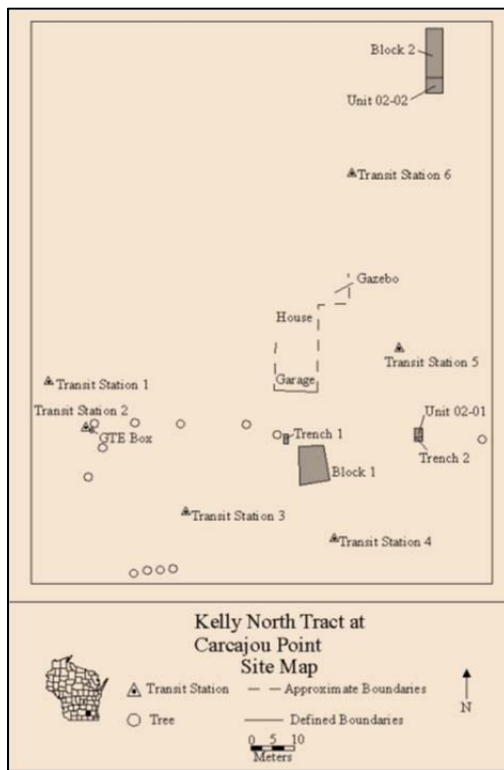 Block 2
Unit 02-02
Transit Station 6
Gazebo
House
Transit Station 5
Garage
Transit Station 1
Transit Station 2
Unit 02-01
GTE Box
Trench 1
Trench 2
Block 1
Transit Station 3
Transit Station 4
Kelly North Tract at
Carcajou Point
Site Map
Transit Station
Approximate Boundaries
Tree
Defined Boundaries
N
0 5 10
Meters